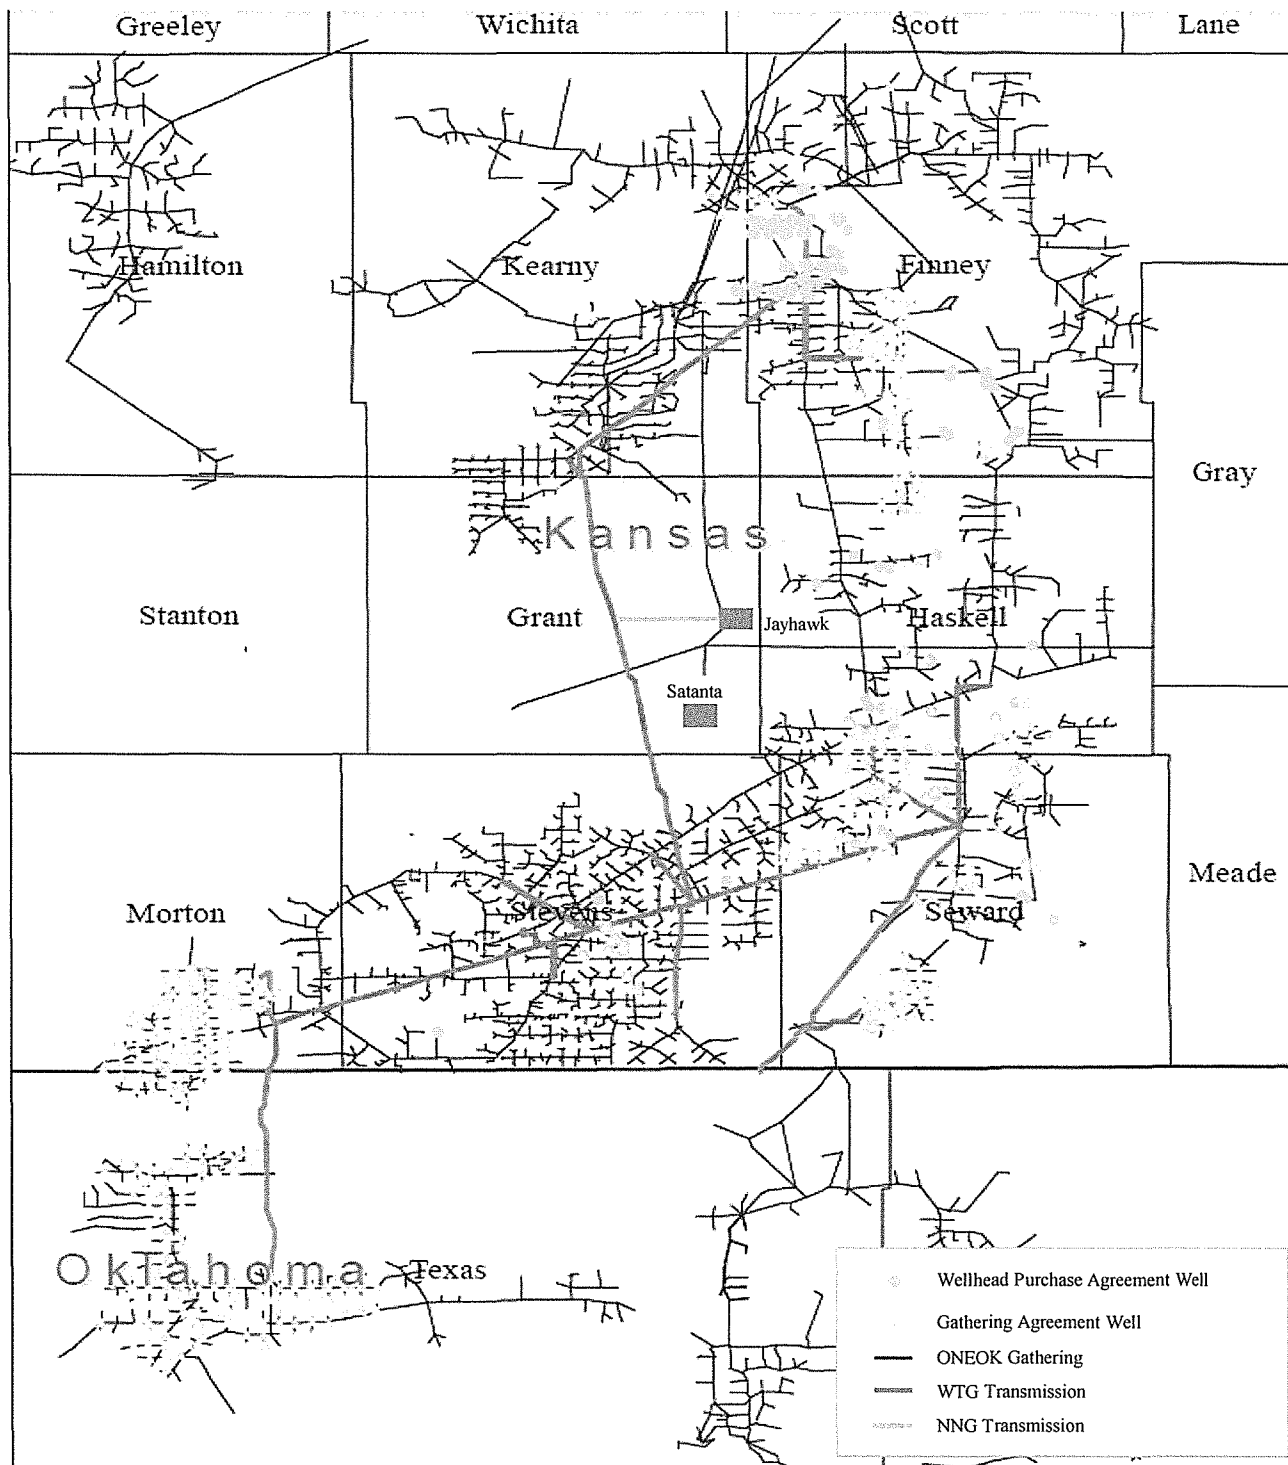 Greeley
Wichita
Scott
Lane
Hamilton
Kearny
Finney
Gray
Kansas
Stanton
Grant
Jayhawk
Haskell
Satanta
Morton
Stevens
Seward
Meade
Oklahoma
Texas
Wellhead Purchase Agreement Well
Gathering Agreement Well
ONEOK Gathering
WTG Transmission
NNG Transmission